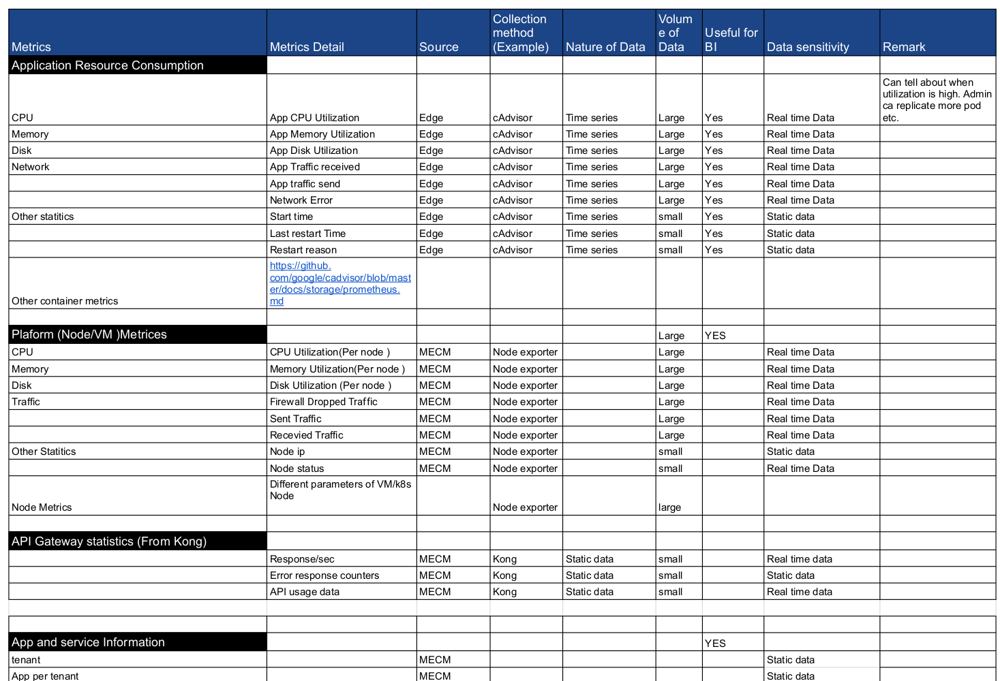 Metrics Metrics Detail Source Collection method (Example) Nature of Data Volum e of Data Useful for BI Data sensitivity Remark
Application Resource Consumption
CPU App CPU Utilization Edge cAdvisor Time series Large Yes Real time Data Can tell about when utilization is high. Admin ca replicate more pod etc.
Memory App Memory Utilization Edge cAdvisor Time series Large Yes Real time Data
Disk App Disk Utilization Edge cAdvisor Time series Large Yes Real time Data
Network App Traffic received Edge cAdvisor Time series Large Yes Real time Data
App traffic send Edge cAdvisor Time series Large Yes Real time Data
Network Error Edge cAdvisor Time series Large Yes Real time Data
Other statitics Start time Edge cAdvisor Time series small Yes Static data
Last restart Time Edge cAdvisor Time series small Yes Static data
Restart reason Edge cAdvisor Time series small Yes Static data
Other container metrics https://github. com/google/cadvisor/blob/mast er/docs/storage/prometheus. md
Plaform (Node/VM )Metrices Large YES
CPU CPU Utilization(Per node ) MECM Node exporter Large Real time Data
Memory Memory Utilization(Per node ) MECM Node exporter Large Real time Data
Disk Disk Utilization (Per node ) MECM Node exporter Large Real time Data
Traffic Firewall Dropped Traffic MECM Node exporter Large Real time Data
Sent Traffic MECM Node exporter Large Real time Data
Recevied Traffic MECM Node exporter Large Real time Data
Other Statitics Node ip MECM Node exporter small Static data
Node status MECM Node exporter small Real time Data
Node Metrics Different parameters of VM/k8s Node Node exporter large
API Gateway statistics (From Kong)
Response/sec MECM Kong Static data small Real time data
Error response counters MECM Kong Static data small Static data
API usage data MECM Kong Static data small Real time data
App and service Information YES
tenant MECM Static data
App per tenant MECM Static data